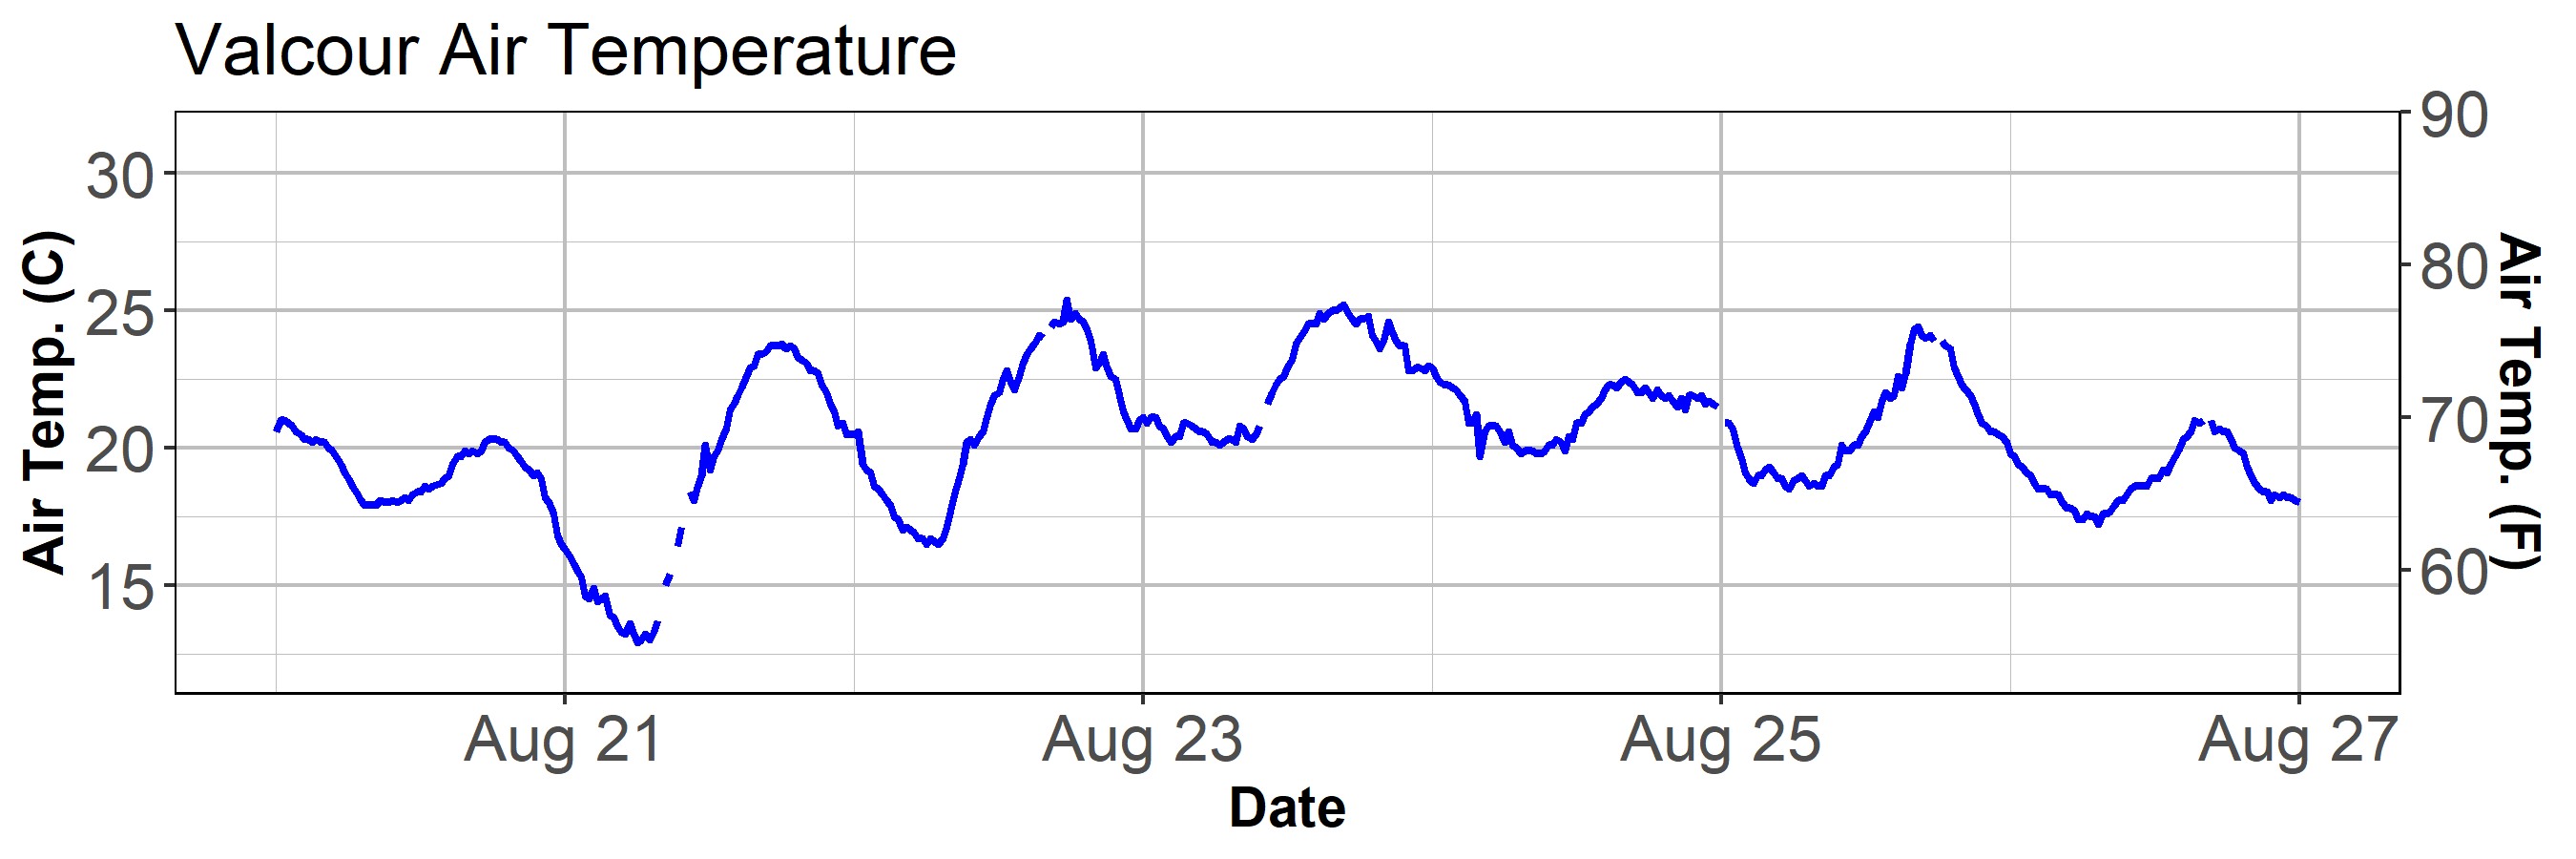 Valcour Air Temperature
Air Temp. (C)
30
25
20
15
90
80
70
60
Air Temp. (F)
Aug 21
Aug 23
Aug 25
Aug 27
Date